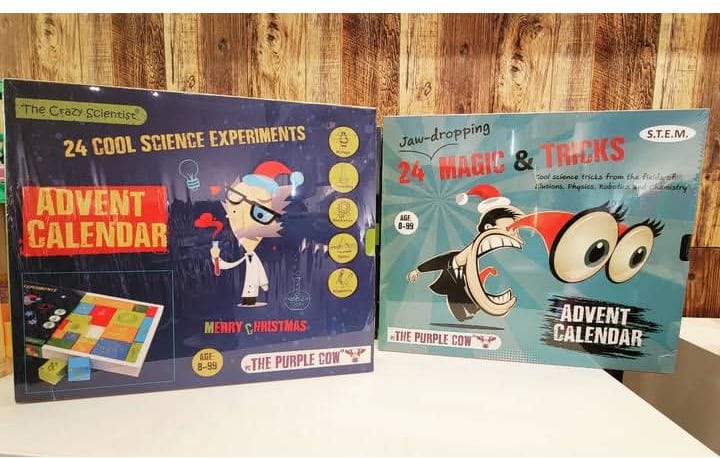 The Crazy Scientist
24 COOL SCIENCE EXPERIMENTS
ADVENT
CALENDAR
EXPERIMENTS
MERRY CHRISTMAS
AGE:
8-99
THE PURPLE COW
Jaw-dropping
24 MAGIC & TRICKS
S.T.E.M.
Cool science tricks from the fields of
Illusions, Physics, Robotics and Chemistry
AGE
8-99
ADVENT
CALENDAR
THE PURPLE COW